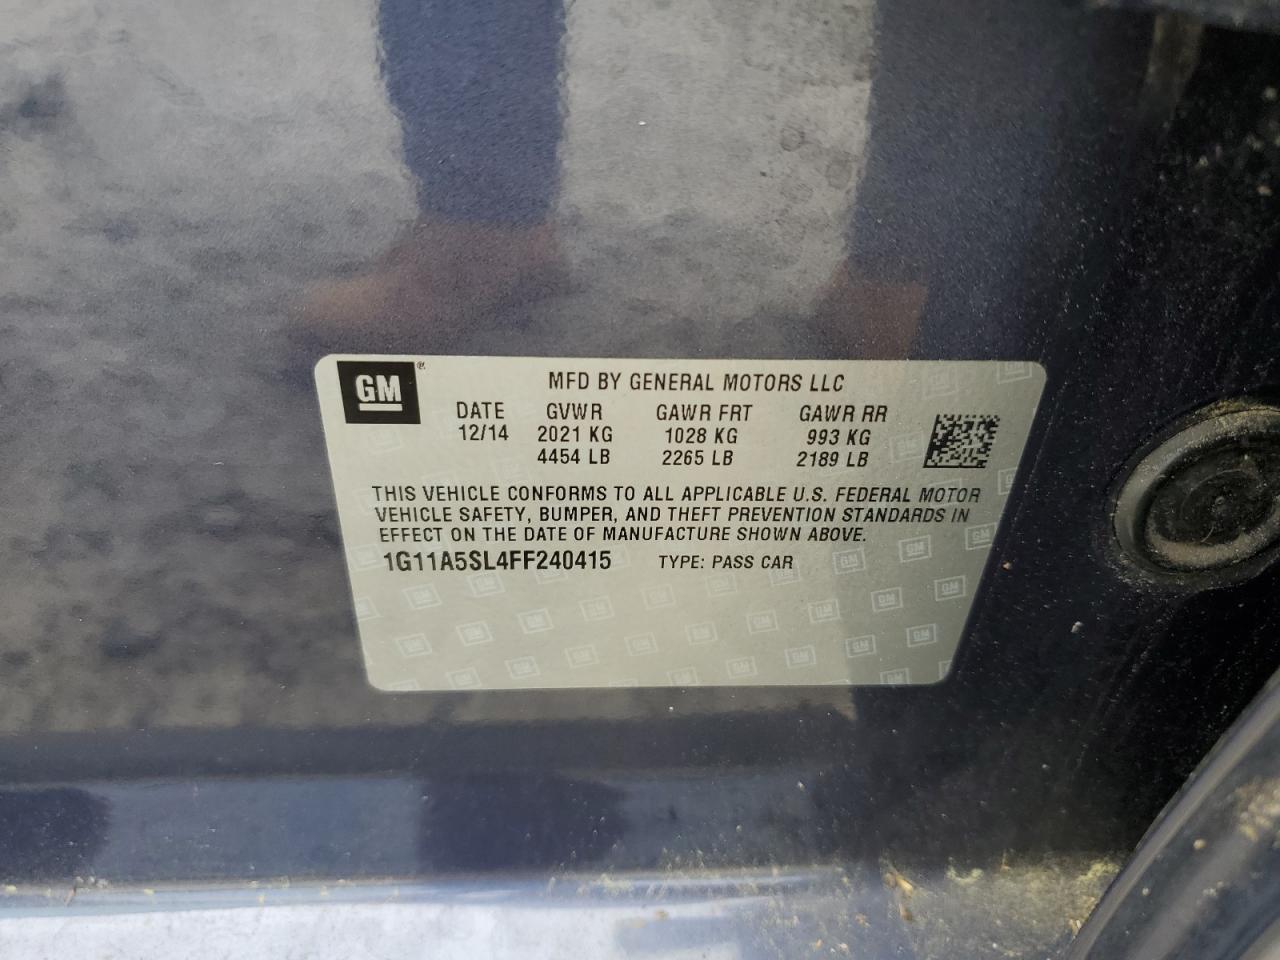 GM®
MFD BY GENERAL MOTORS LLC
DATE GVWR GAWR FRT GAWR RR
12/14 2021 KG 1028 KG 993 KG
4454 LB 2265 LB 2189 LB
THIS VEHICLE CONFORMS TO ALL APPLICABLE U.S. FEDERAL MOTOR
VEHICLE SAFETY, BUMPER, AND THEFT PREVENTION STANDARDS IN
EFFECT ON THE DATE OF MANUFACTURE SHOWN ABOVE.
1G11A5SL4FF240415 TYPE: PASS CAR